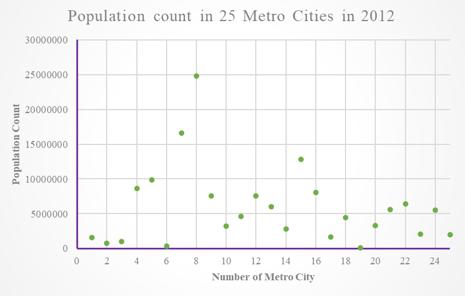 Population count in 25 Metro Cities in 2012
30000000
25000000
20000000
15000000
10000000
5000000
0
0 2 4 6 8 10 12 14 16 18 20 22 24
Population Count
Number of Metro City